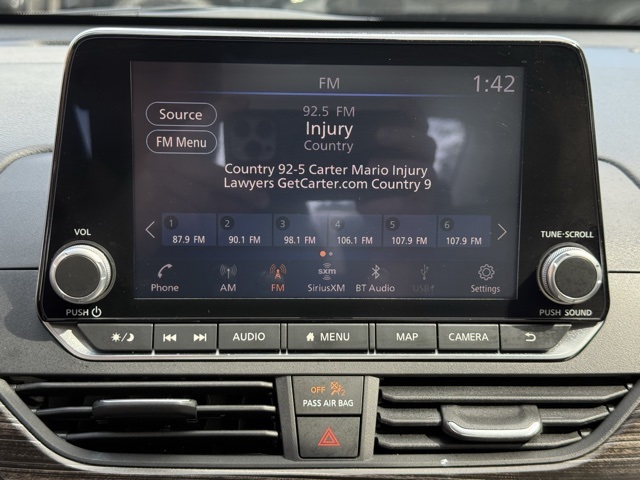 FM
1:42
Source
92.5 FM
Injury
FM Menu
Country
Country 92-5 Carter Mario Injury
Lawyers GetCarter.com Country 9
1 2 3 4 5 6
87.9 FM 90.1 FM 98.1 FM 106.1 FM 107.9 FM 107.9 FM
VOL
TUNE·SCROLL
sxm
Phone AM FM SiriusXM BT Audio USB1 Settings
PUSH
PUSH SOUND
AUDIO MENU MAP CAMERA
OFF 2
PASS AIR BAG